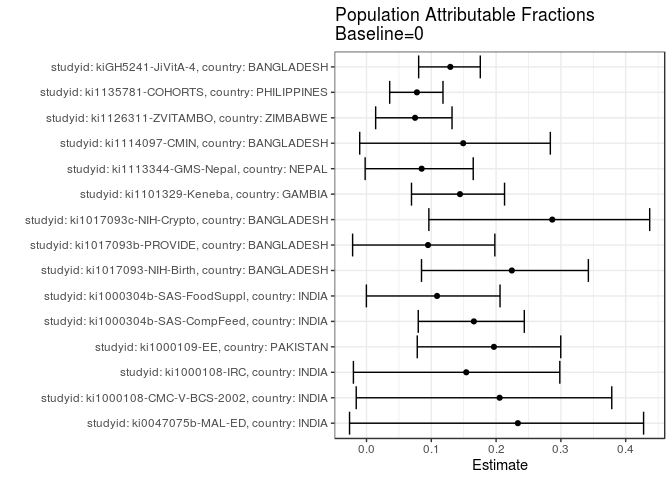 Population Attributable Fractions
Baseline=0
studyid: kiGH5241-JiVitA-4, country: BANGLADESH
studyid: ki1135781-COHORTS, country: PHILIPPINES
studyid: ki1126311-ZVITAMBO, country: ZIMBABWE
studyid: ki1114097-CMIN, country: BANGLADESH
studyid: ki1113344-GMS-Nepal, country: NEPAL
studyid: ki1101329-Keneba, country: GAMBIA
studyid: ki1017093c-NIH-Crypto, country: BANGLADESH
studyid: ki1017093b-PROVIDE, country: BANGLADESH
studyid: ki1017093-NIH-Birth, country: BANGLADESH
studyid: ki1000304b-SAS-FoodSuppl, country: INDIA
studyid: ki1000304b-SAS-CompFeed, country: INDIA
studyid: ki1000109-EE, country: PAKISTAN
studyid: ki1000108-IRC, country: INDIA
studyid: ki1000108-CMC-V-BCS-2002, country: INDIA
studyid: ki0047075b-MAL-ED, country: INDIA
0.0 0.1 0.2 0.3 0.4
Estimate